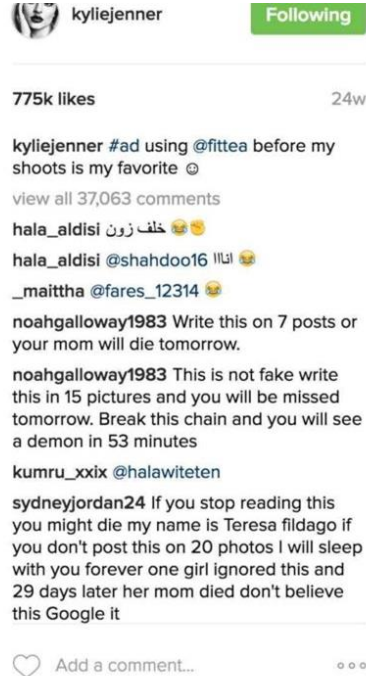 kyliejenner
Following
775k likes
24w
kyliejenner #ad using @fittea before my
shoots is my favorite ☺
view all 37,063 comments
hala_aldisi خلف زون 😂✊
hala_aldisi @shahdoo16 اناااا 😂
_maittha @fares_12314 😂
noahgalloway1983 Write this on 7 posts or
your mom will die tomorrow.
noahgalloway1983 This is not fake write
this in 15 pictures and you will be missed
tomorrow. Break this chain and you will see
a demon in 53 minutes
kumru_xxix @halawiteten
sydneyjordan24 If you stop reading this
you might die my name is Teresa fildago if
you don't post this on 20 photos I will sleep
with you forever one girl ignored this and
29 days later her mom died don't believe
this Google it
Add a comment...